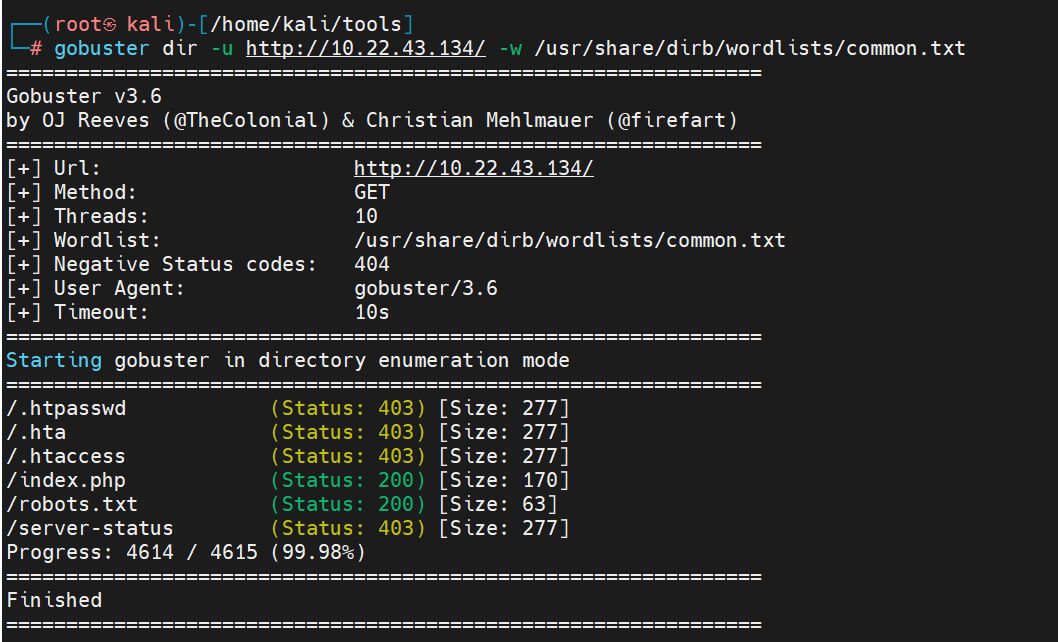 ┌──(root㉿ kali)-[/home/kali/tools]
└─# gobuster dir -u http://10.22.43.134/ -w /usr/share/dirb/wordlists/common.txt
===============================================================
Gobuster v3.6
by OJ Reeves (@TheColonial) & Christian Mehlmauer (@firefart)
===============================================================
[+] Url:                     http://10.22.43.134/
[+] Method:                  GET
[+] Threads:                 10
[+] Wordlist:                /usr/share/dirb/wordlists/common.txt
[+] Negative Status codes:   404
[+] User Agent:              gobuster/3.6
[+] Timeout:                 10s
===============================================================
Starting gobuster in directory enumeration mode
===============================================================
/.htpasswd            (Status: 403) [Size: 277]
/.hta                 (Status: 403) [Size: 277]
/.htaccess            (Status: 403) [Size: 277]
/index.php            (Status: 200) [Size: 170]
/robots.txt           (Status: 200) [Size: 63]
/server-status        (Status: 403) [Size: 277]
Progress: 4614 / 4615 (99.98%)
===============================================================
Finished
===============================================================